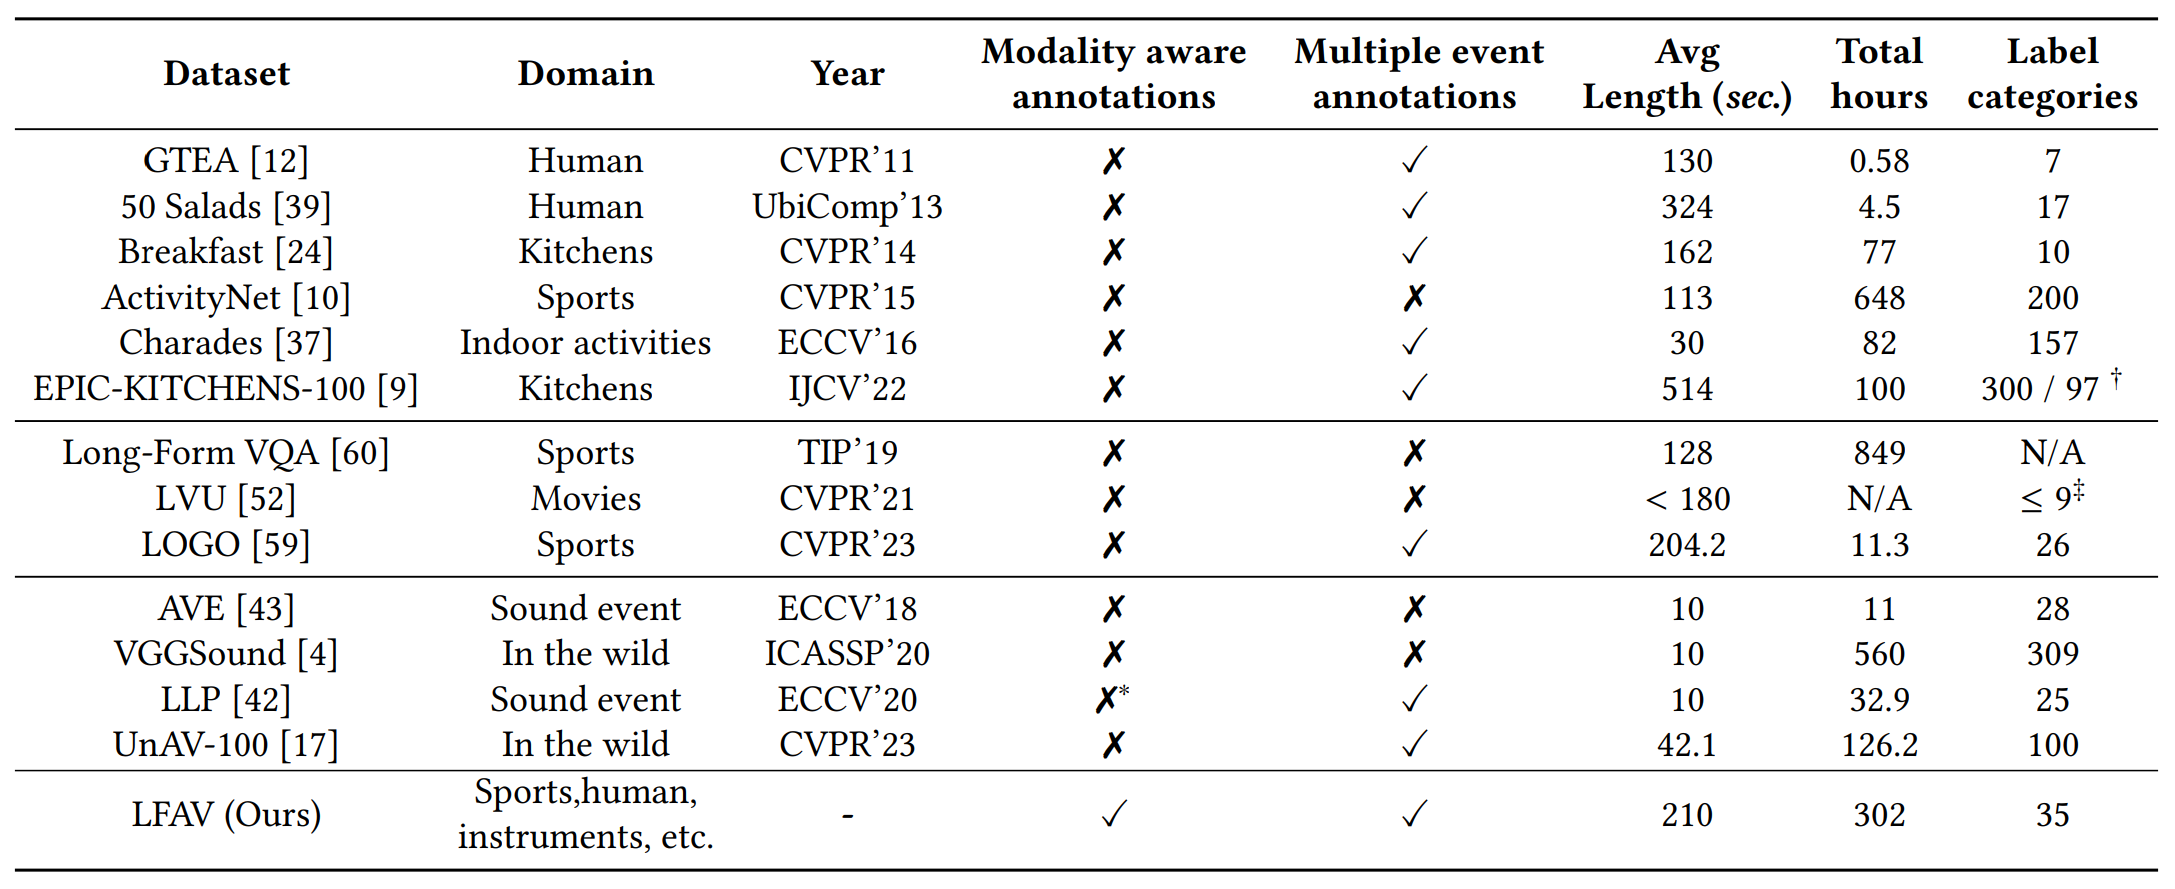 Dataset Domain Year Modality aware annotations Multiple event annotations Avg Length (sec.) Total hours Label categories
GTEA [12] Human CVPR’11 ✗ ✓ 130 0.58 7
50 Salads [39] Human UbiComp’13 ✗ ✓ 324 4.5 17
Breakfast [24] Kitchens CVPR’14 ✗ ✓ 162 77 10
ActivityNet [10] Sports CVPR’15 ✗ ✗ 113 648 200
Charades [37] Indoor activities ECCV’16 ✗ ✓ 30 82 157
EPIC-KITCHENS-100 [9] Kitchens IJCV’22 ✗ ✓ 514 100 300 / 97 †
Long-Form VQA [60] Sports TIP’19 ✗ ✗ 128 849 N/A
LVU [52] Movies CVPR’21 ✗ ✗ < 180 N/A ≤ 9‡
LOGO [59] Sports CVPR’23 ✗ ✓ 204.2 11.3 26
AVE [43] Sound event ECCV’18 ✗ ✗ 10 11 28
VGGSound [4] In the wild ICASSP’20 ✗ ✗ 10 560 309
LLP [42] Sound event ECCV’20 ✗* ✓ 10 32.9 25
UnAV-100 [17] In the wild CVPR’23 ✗ ✓ 42.1 126.2 100
LFAV (Ours) Sports,human, instruments, etc. - ✓ ✓ 210 302 35